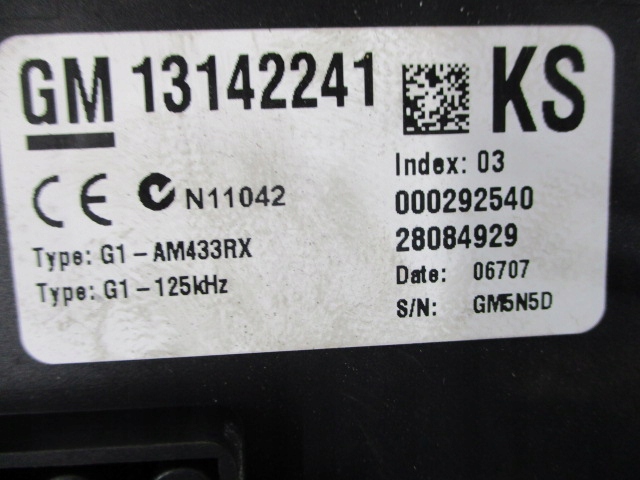 GM 13142241 KS
CE N11042
Type: G1-AM433RX
Type: G1-125kHz
Index: 03
000292540
28084929
Date: 06707
S/N: GM5N5D